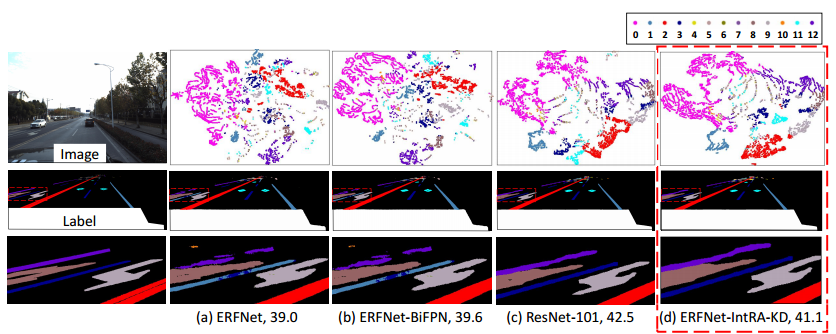 0 1 2 3 4 5 6 7 8 9 10 11 12
Image
Label
(a) ERFNet, 39.0 (b) ERFNet-BiFPN, 39.6 (c) ResNet-101, 42.5 (d) ERFNet-IntRA-KD, 41.1